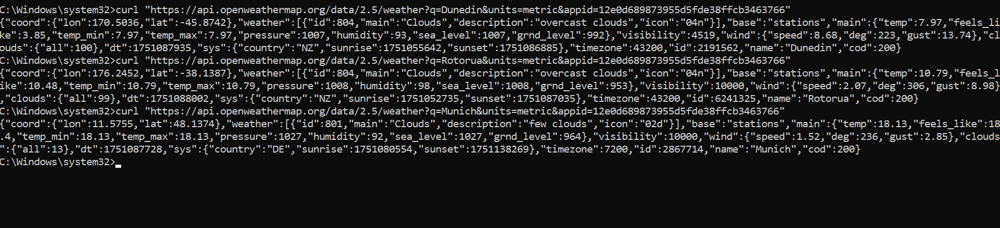 C:\Windows\system32>curl "https://api.openweathermap.org/data/2.5/weather?q=Dunedin&units=metric&appid=12e0d689873955d5fde38ffcb3463766"
{"coord":{"lon":170.5036,"lat":-45.8742},"weather":[{"id":804,"main":"Clouds","description":"overcast clouds","icon":"04n"}],"base":"stations","main":{"temp":7.97,"feels_li
ke":3.85,"temp_min":7.97,"temp_max":7.97,"pressure":1007,"humidity":93,"sea_level":1007,"grnd_level":992},"visibility":4519,"wind":{"speed":8.68,"deg":223,"gust":13.74},"cl
ouds":{"all":100},"dt":1751087935,"sys":{"country":"NZ","sunrise":1751055642,"sunset":1751086885},"timezone":43200,"id":2191562,"name":"Dunedin","cod":200}
C:\Windows\system32>curl "https://api.openweathermap.org/data/2.5/weather?q=Rotorua&units=metric&appid=12e0d689873955d5fde38ffcb3463766"
{"coord":{"lon":176.2452,"lat":-38.1387},"weather":[{"id":804,"main":"Clouds","description":"overcast clouds","icon":"04n"}],"base":"stations","main":{"temp":10.79,"feels_l
ike":10.48,"temp_min":10.79,"temp_max":10.79,"pressure":1008,"humidity":98,"sea_level":1008,"grnd_level":953},"visibility":10000,"wind":{"speed":2.07,"deg":306,"gust":8.98}
,"clouds":{"all":99},"dt":1751088002,"sys":{"country":"NZ","sunrise":1751052735,"sunset":1751087035},"timezone":43200,"id":6241325,"name":"Rotorua","cod":200}
C:\Windows\system32>curl "https://api.openweathermap.org/data/2.5/weather?q=Munich&units=metric&appid=12e0d689873955d5fde38ffcb3463766"
{"coord":{"lon":11.5755,"lat":48.1374},"weather":[{"id":801,"main":"Clouds","description":"few clouds","icon":"02d"}],"base":"stations","main":{"temp":18.13,"feels_like":18
.4,"temp_min":18.13,"temp_max":18.13,"pressure":1027,"humidity":92,"sea_level":1027,"grnd_level":964},"visibility":10000,"wind":{"speed":1.52,"deg":236,"gust":2.85},"clouds
":{"all":13},"dt":1751087728,"sys":{"country":"DE","sunrise":1751080554,"sunset":1751138269},"timezone":7200,"id":2867714,"name":"Munich","cod":200}
C:\Windows\system32>